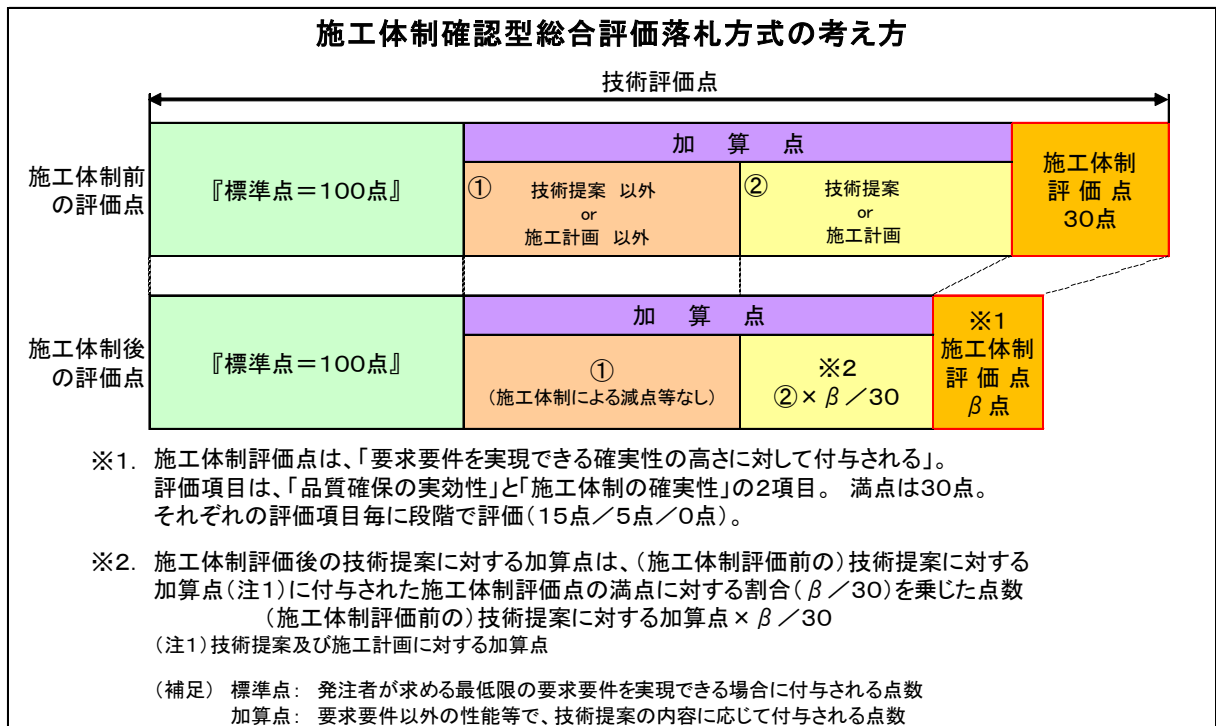 施工体制確認型総合評価落札方式の考え方
技術評価点
施工体制前
の評価点
『標準点＝100点』
加　算　点
① 技術提案 以外
or
施工計画 以外
② 技術提案
or
施工計画
施工体制
評 価 点
30点
施工体制後
の評価点
『標準点＝100点』
加　算　点
①
（施工体制による減点等なし）
※2
②×β／30
※1
施工体制
評 価 点
β点
※1. 施工体制評価点は、「要求要件を実現できる確実性の高さに対して付与される」。
評価項目は、「品質確保の実効性」と「施工体制の確実性」の2項目。 満点は30点。
それぞれの評価項目毎に段階で評価（15点／5点／0点）。
※2. 施工体制評価後の技術提案に対する加算点は、（施工体制評価前の）技術提案に対する
加算点（注1）に付与された施工体制評価点の満点に対する割合（β／30）を乗じた点数
（施工体制評価前の）技術提案に対する加算点×β／30
（注1）技術提案及び施工計画に対する加算点
（補足） 標準点： 発注者が求める最低限の要求要件を実現できる場合に付与される点数
加算点： 要求要件以外の性能等で、技術提案の内容に応じて付与される点数